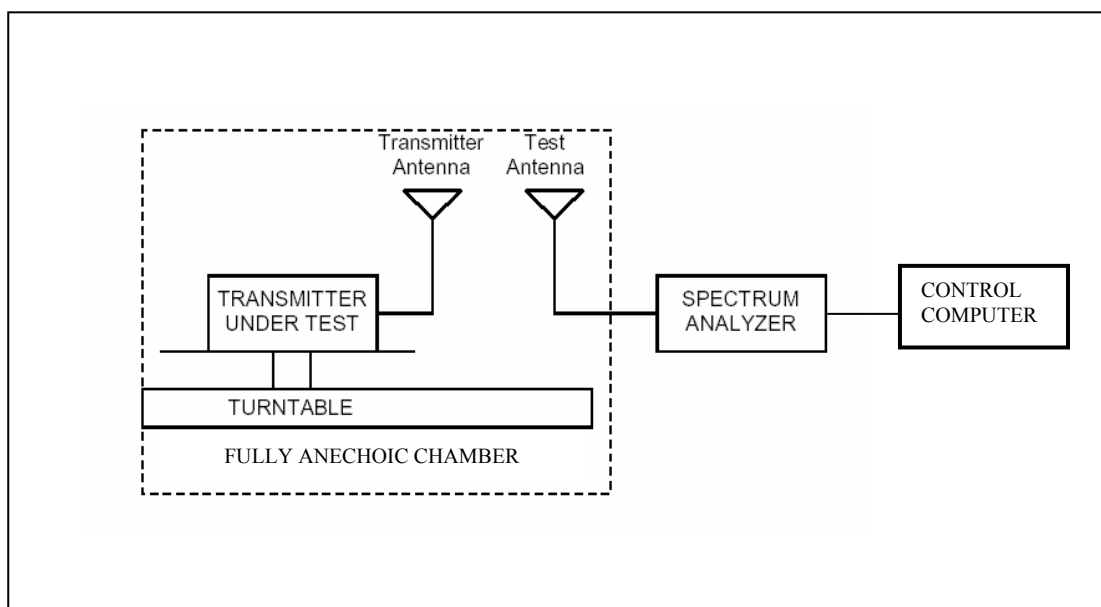 Transmitter
Antenna
Test
Antenna
TRANSMITTER
UNDER TEST
SPECTRUM
ANALYZER
CONTROL
COMPUTER
TURNTABLE
FULLY ANECHOIC CHAMBER